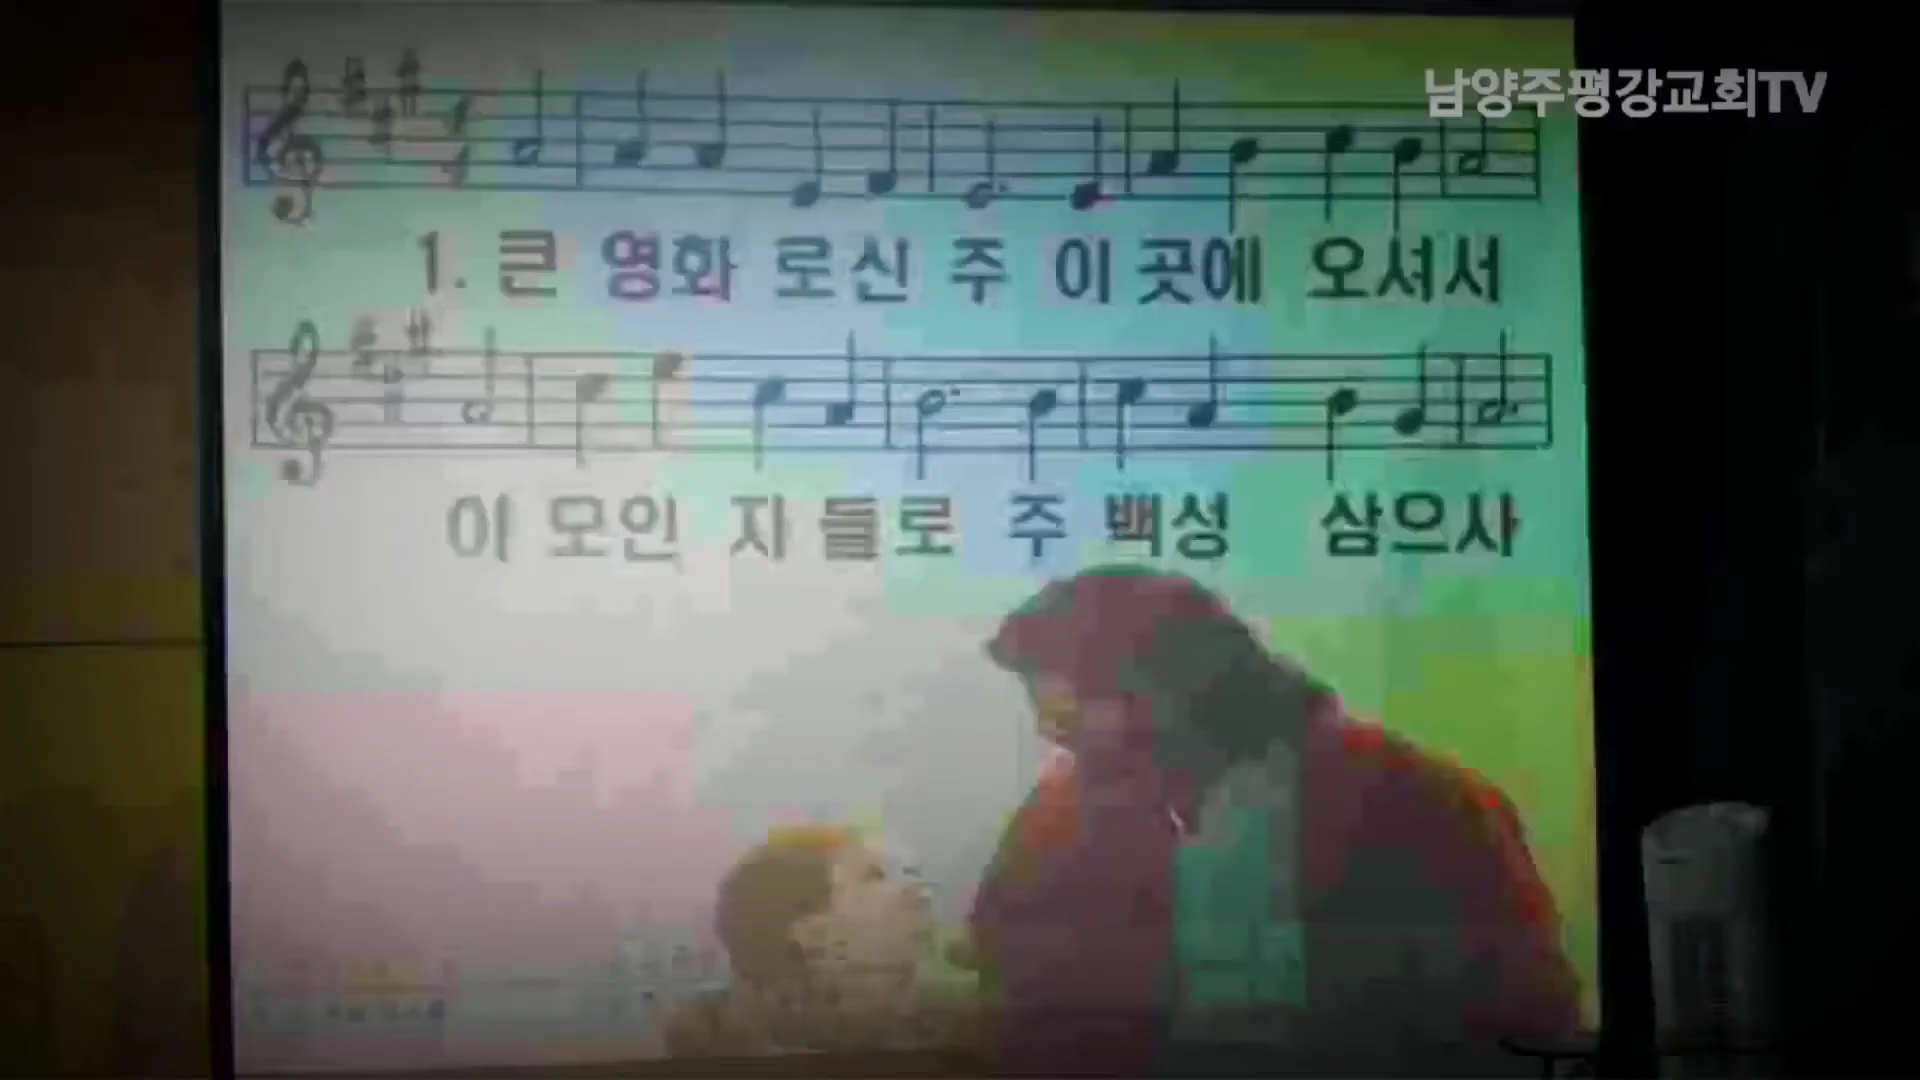 남양주평강교회TV
1. 큰 영화 로신 주 이 곳에 오셔서
이 모인 자 들로 주 백성 삼으사